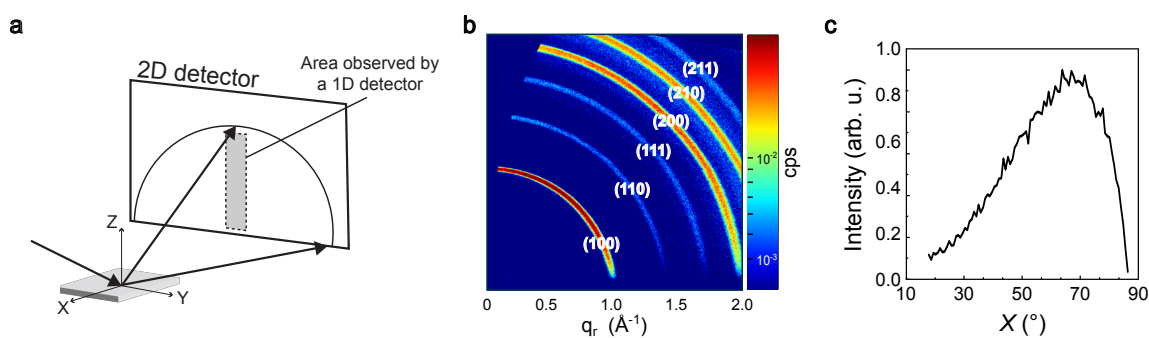 a
2D detector
Area observed by
a 1D detector
Z
X
Y
b
(211)
(210)
(200)
(111)
(110)
(100)
10⁻²
10⁻³
cps
0
0.5
1.0
1.5
2.0
qᵣ (Å⁻¹)
c
1.0
0.8
0.6
0.4
0.2
0.0
Intensity (arb. u.)
10
30
50
70
90
X (°)